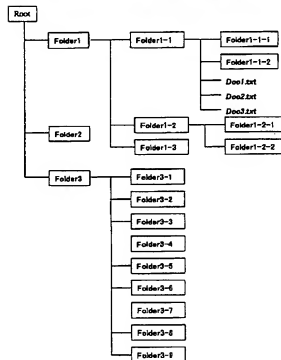 Root
Folder1
Folder1-1
Folder1-1-1
Folder1-1-2
Doc1.txt
Doc2.txt
Doc3.txt
Folder1-2
Folder1-2-1
Folder1-3
Folder1-2-2
Folder2
Folder3
Folder3-1
Folder3-2
Folder3-3
Folder3-4
Folder3-5
Folder3-6
Folder3-7
Folder3-8
Folder3-9